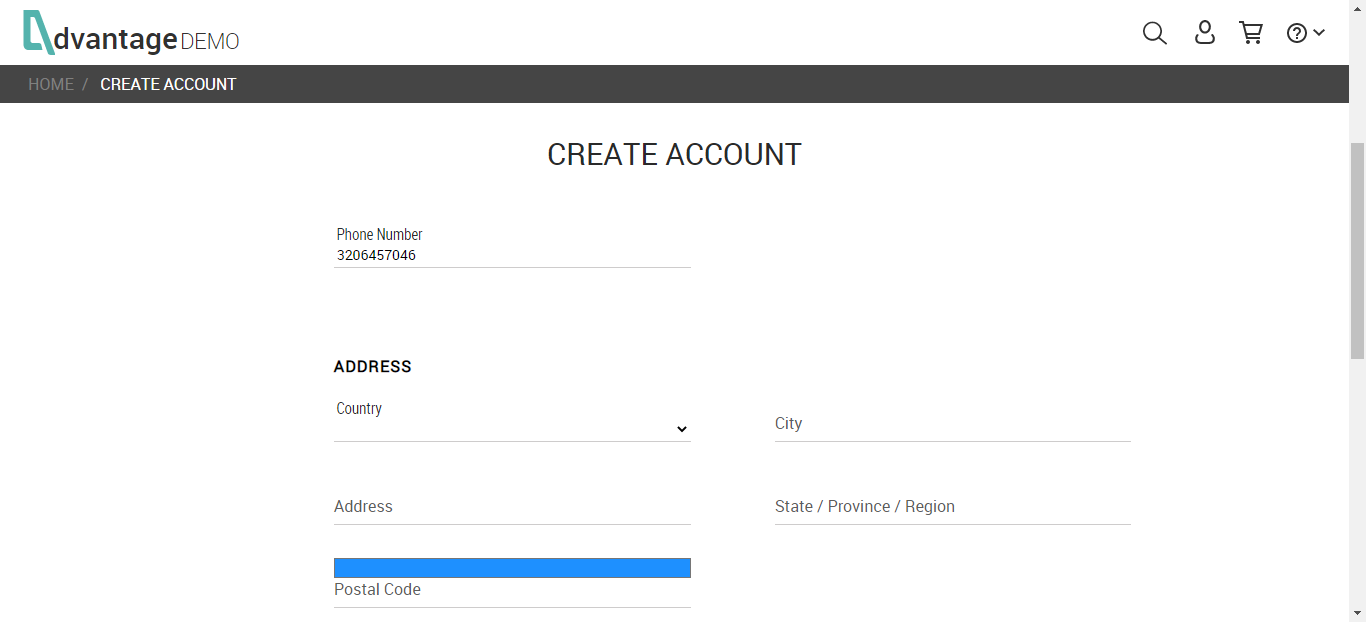 dvantage DEMO
HOME / CREATE ACCOUNT
CREATE ACCOUNT
Phone Number
3206457046
ADDRESS
Country
City
Address
State / Province / Region
Postal Code